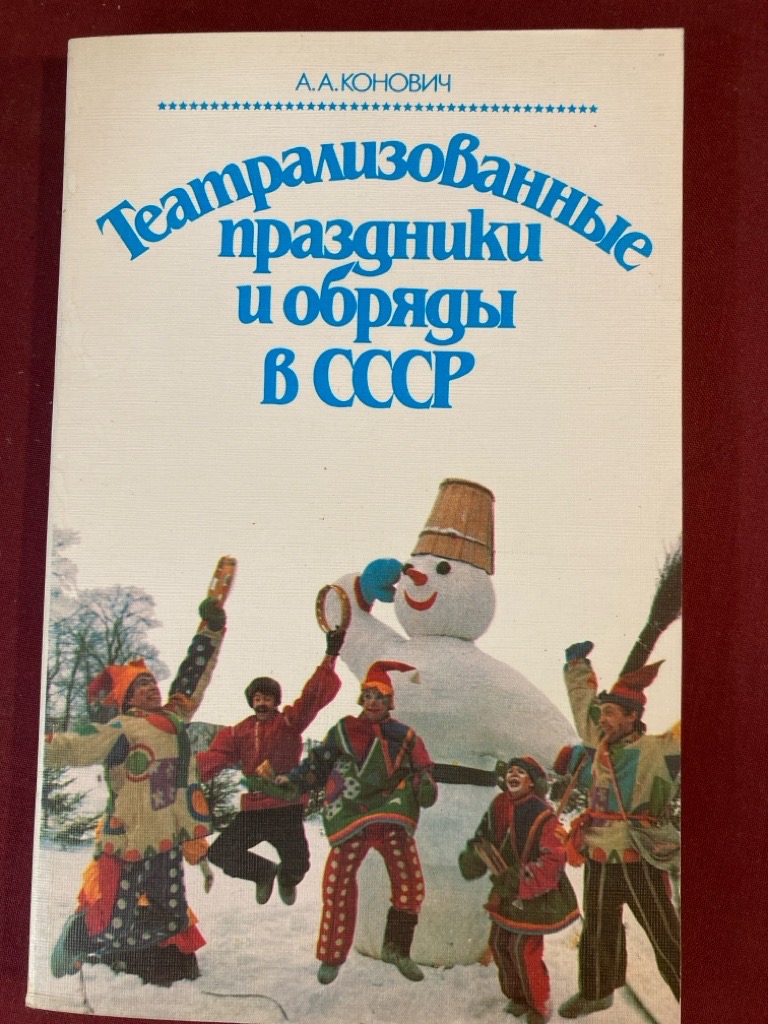 А.А.КОНОВИЧ
Театрализованные
праздники
и обряды
в СССР